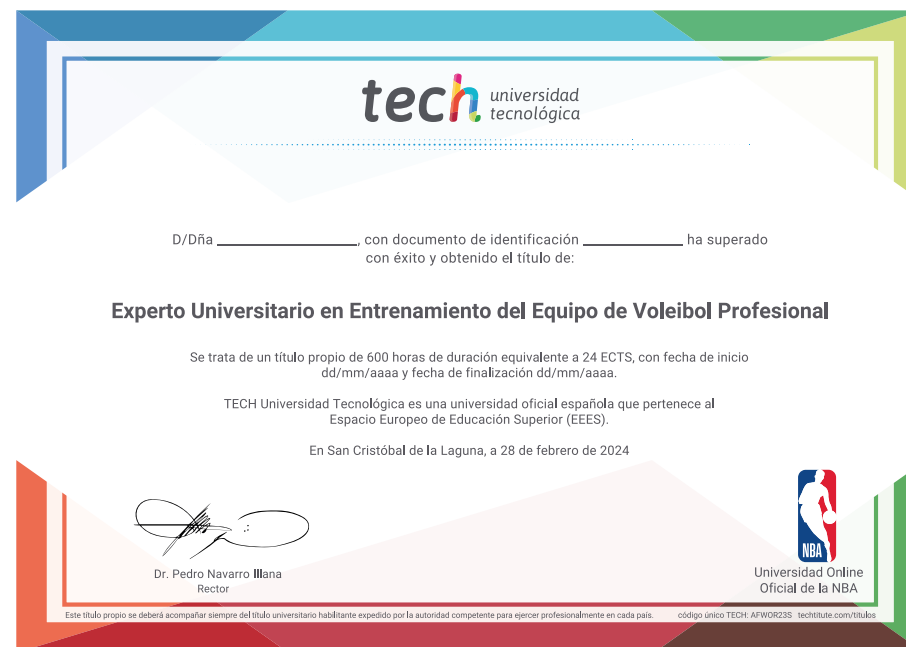 tech universidad
tecnológica
D/Dña ____________________, con documento de identificación ______________ ha superado
con éxito y obtenido el título de:
Experto Universitario en Entrenamiento del Equipo de Voleibol Profesional
Se trata de un título propio de 600 horas de duración equivalente a 24 ECTS, con fecha de inicio
dd/mm/aaaa y fecha de finalización dd/mm/aaaa.
TECH Universidad Tecnológica es una universidad oficial española que pertenece al
Espacio Europeo de Educación Superior (EEES).
En San Cristóbal de la Laguna, a 28 de febrero de 2024
Dr. Pedro Navarro Illana
Rector
NBA
Universidad Online
Oficial de la NBA
Este título propio se deberá acompañar siempre del título universitario habilitante expedido por la autoridad competente para ejercer profesionalmente en cada país. código único TECH: AFWOR23S techtitute.com/titulos